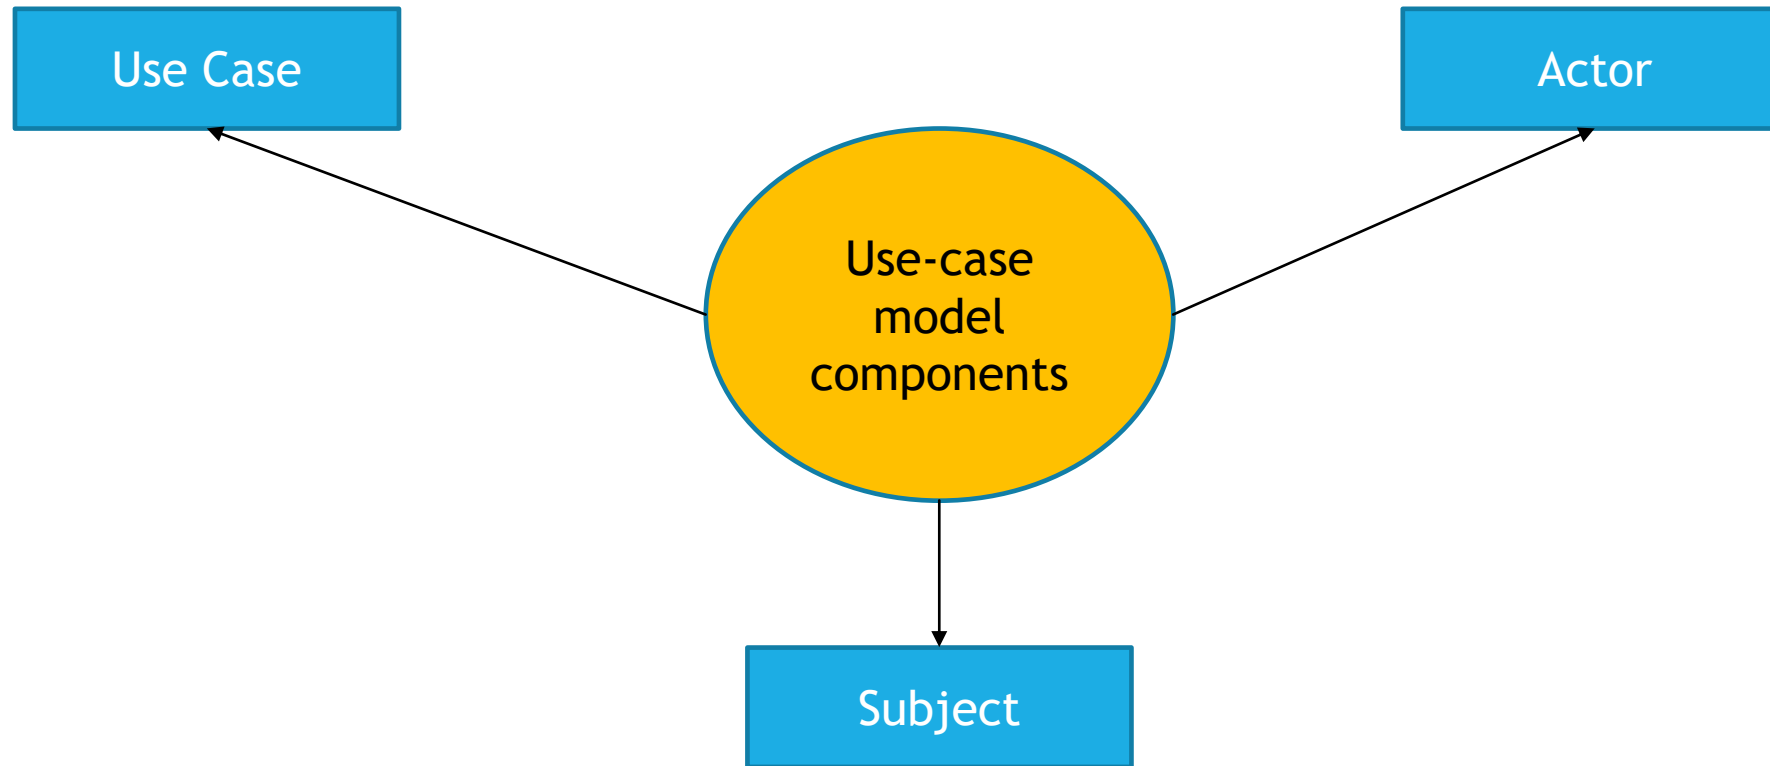 Use Case
Actor
Use-case
model
components
Subject